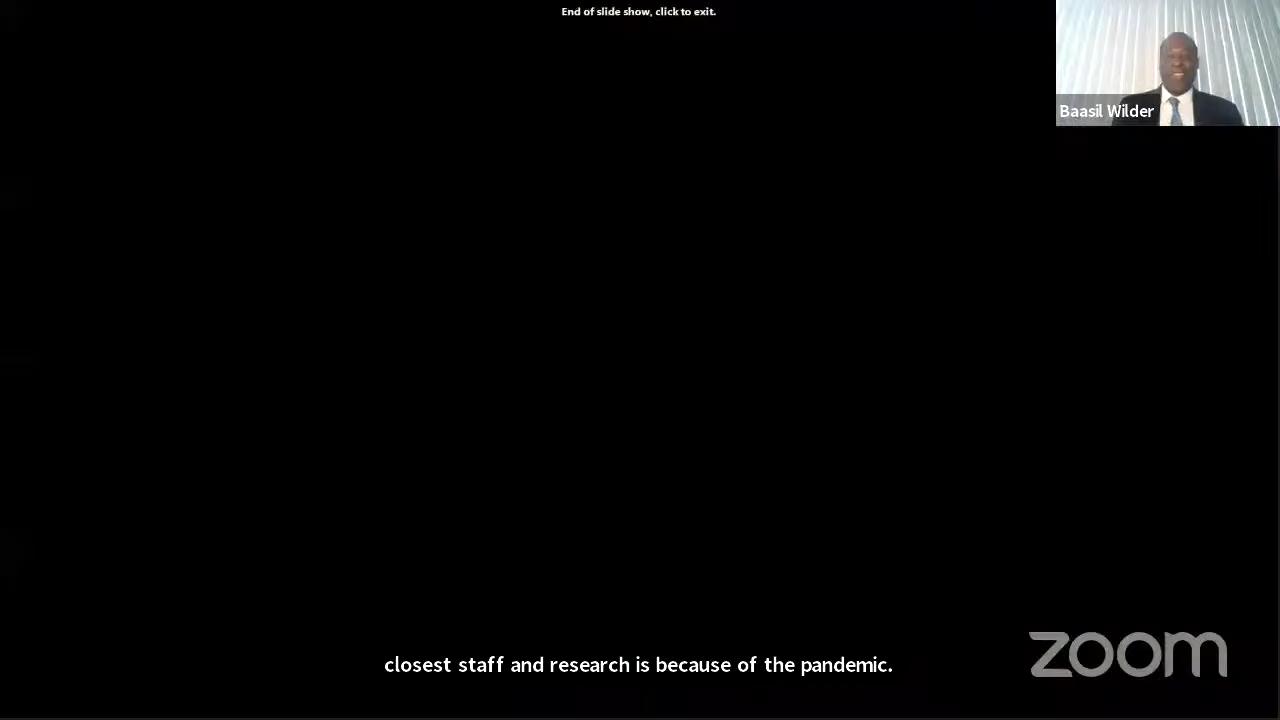 End of slide show, click to exit.
Baasil Wilder
closest staff and research is because of the pandemic.
zoom